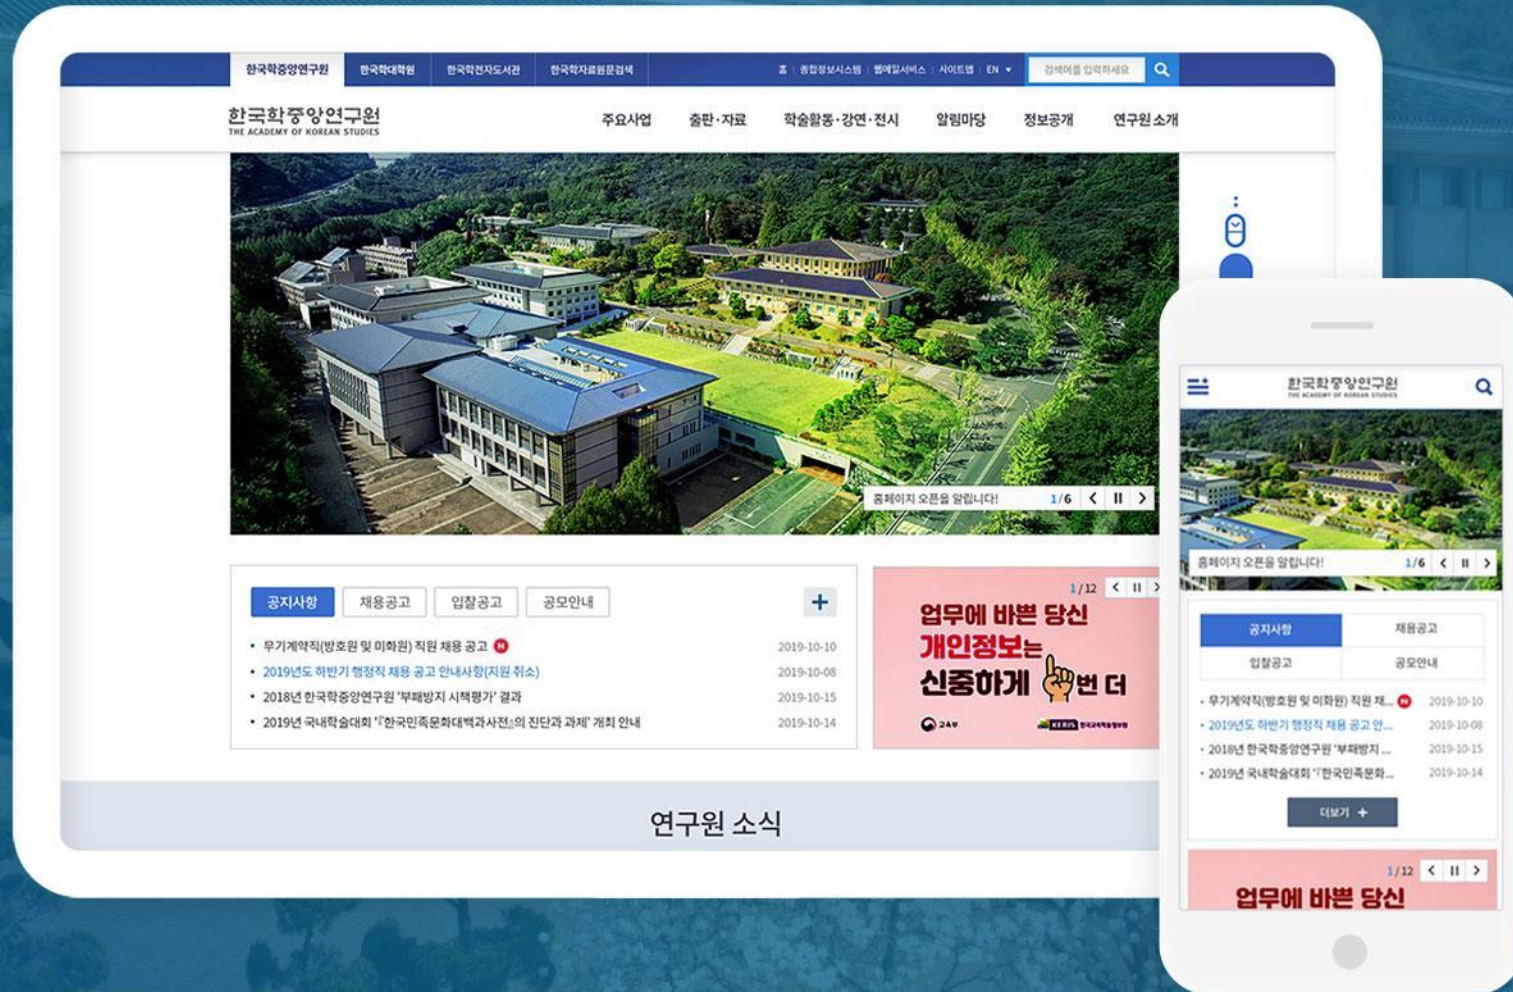 한국학중앙연구원 한국학대학원 한국학전자도서관 한국학자료원문검색 홈 종합정보시스템 웹메일서비스 사이트맵 EN 검색어를 입력하세요
한국학중앙연구원
THE ACADEMY OF KOREAN STUDIES
주요사업 출판·자료 학술활동·강연·전시 알림마당 정보공개 연구원 소개
홈페이지 오픈을 알립니다! 1/6
공지사항 채용공고 입찰공고 공모안내
무기계약직(방호원 및 미화원) 직원 채용 공고 N 2019-10-10
2019년도 하반기 행정직 채용 공고 안내사항(지원 취소) 2019-10-08
2018년 한국학중앙연구원 '부패방지 시책평가' 결과 2019-10-15
2019년 국내학술대회 '『한국민족문화대백과사전』의 진단과 과제' 개최 안내 2019-10-14
1/12
업무에 바쁜 당신
개인정보는
신중하게 번 더
교육부 KERIS 한국교육학술정보원
연구원 소식
한국학중앙연구원
THE ACADEMY OF KOREAN STUDIES
홈페이지 오픈을 알립니다! 1/6
공지사항 채용공고
입찰공고 공모안내
무기계약직(방호원 및 미화원) 직원 채... N 2019-10-10
2019년도 하반기 행정직 채용 공고 안... 2019-10-08
2018년 한국학중앙연구원 '부패방지 ... 2019-10-15
2019년 국내학술대회 '『한국민족문화... 2019-10-14
더보기 +
1/12
업무에 바쁜 당신